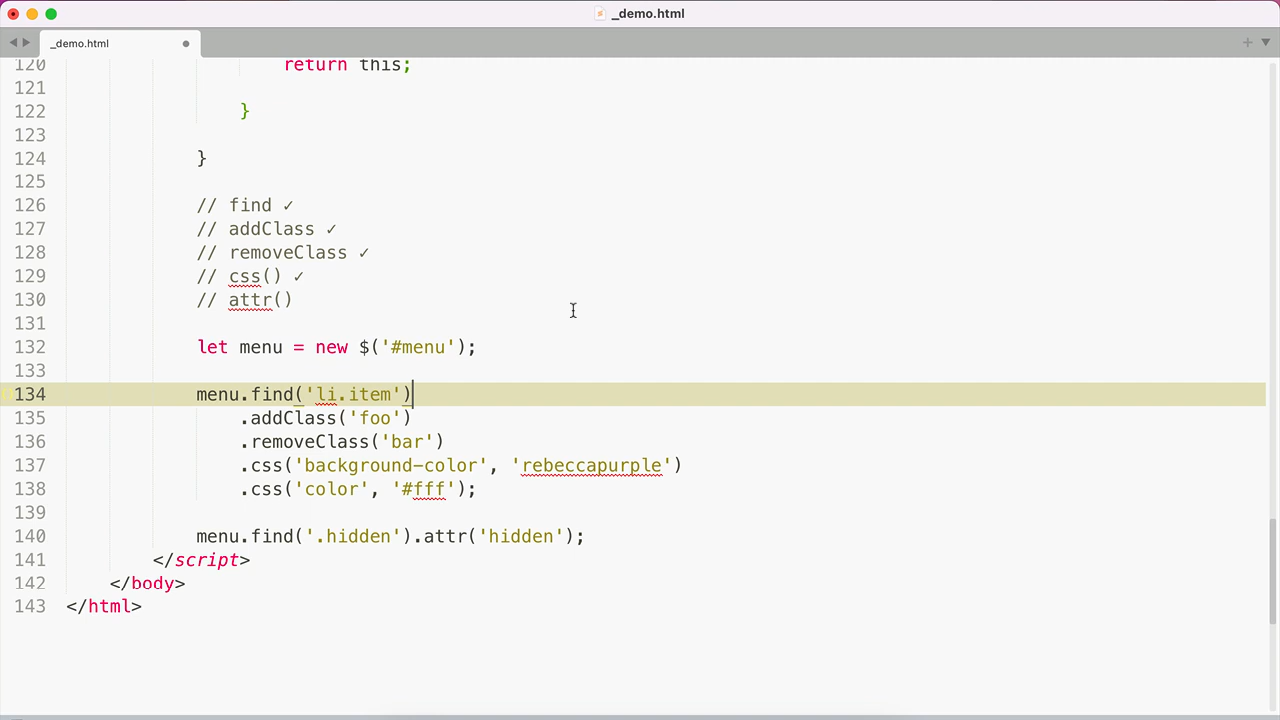 _demo.html
_demo.html
120 return this;
121
122 }
123
124 }
125
126 // find ✓
127 // addClass ✓
128 // removeClass ✓
129 // css() ✓
130 // attr()
131
132 let menu = new $('#menu');
133
134 menu.find('li.item')
135 .addClass('foo')
136 .removeClass('bar')
137 .css('background-color', 'rebeccapurple')
138 .css('color', '#fff');
139
140 menu.find('.hidden').attr('hidden');
141 </script>
142 </body>
143 </html>